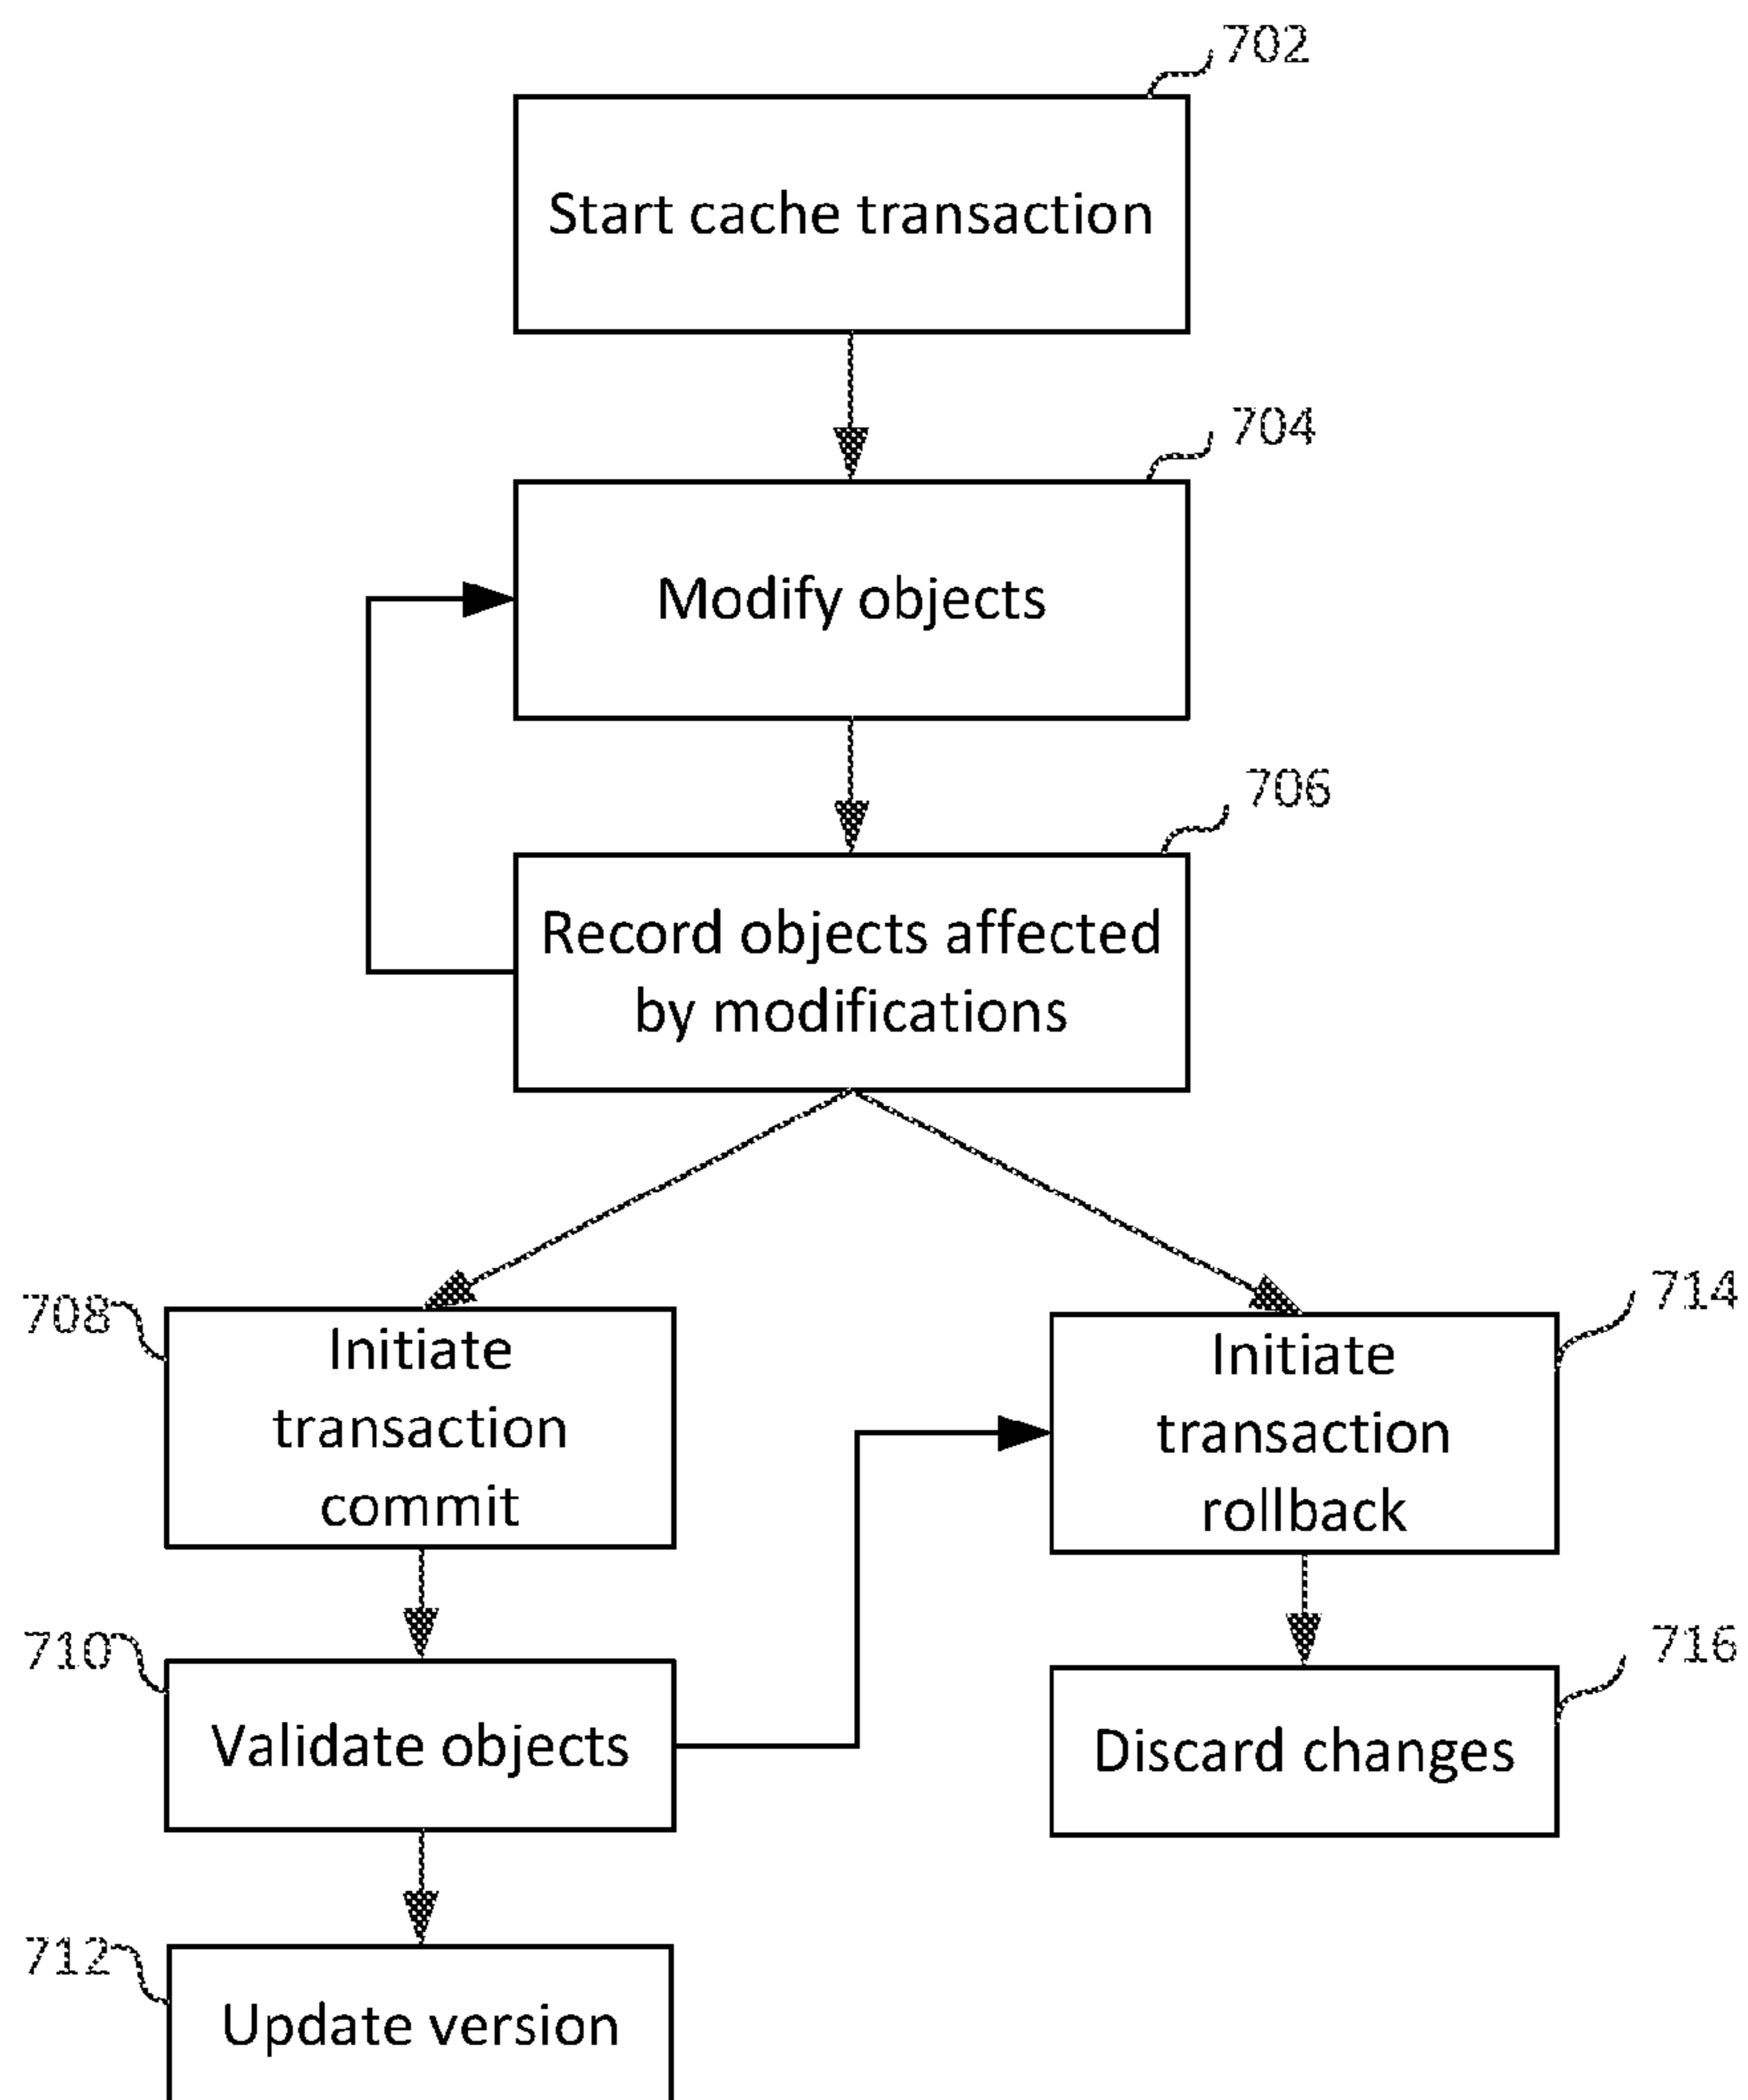 702
Start cache transaction
704
Modify objects
706
Record objects affected
by modifications
708
Initiate
transaction
commit
714
Initiate
transaction
rollback
710
Validate objects
716
Discard changes
712
Update version